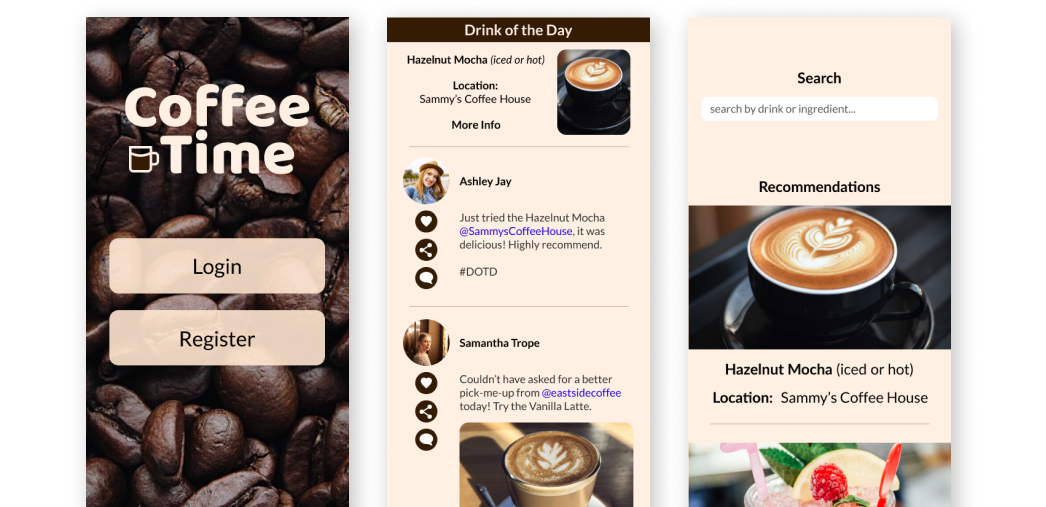 Coffee
Time
Login
Register
Drink of the Day
Hazelnut Mocha (iced or hot)
Location:
Sammy's Coffee House
More Info
Ashley Jay
Just tried the Hazelnut Mocha
@SammysCoffeeHouse, it was
delicious! Highly recommend.
#DOTD
Samantha Trope
Couldn't have asked for a better
pick-me-up from @eastsidecoffee
today! Try the Vanilla Latte.
Search
search by drink or ingredient...
Recommendations
Hazelnut Mocha (iced or hot)
Location: Sammy's Coffee House